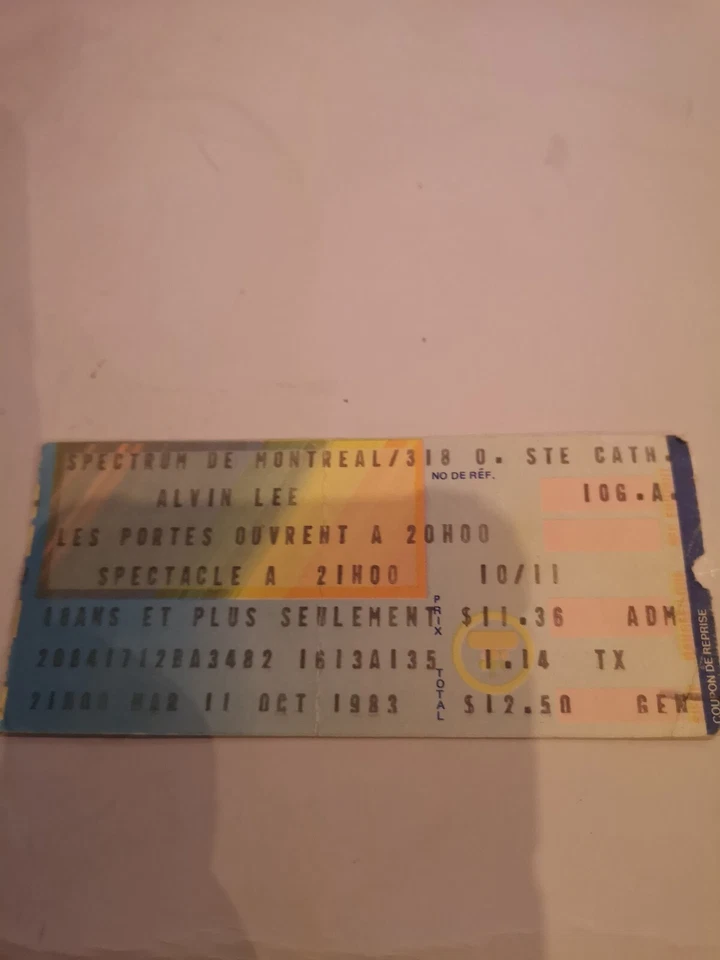 SPECTRUM DE MONTREAL/318 O. STE CATH.
NO DE RÉF.
ALVIN LEE 10G.A.
LES PORTES OUVRENT A 20H00
SPECTACLE A 21H00 10/11
18ANS ET PLUS SEULEMENT PRIX $11.36 ADM
1613A135 1.14 TX
21H00 MAR 11 OCT 1983 TOTAL $12.50 GEN
COUPON DE REPRISE